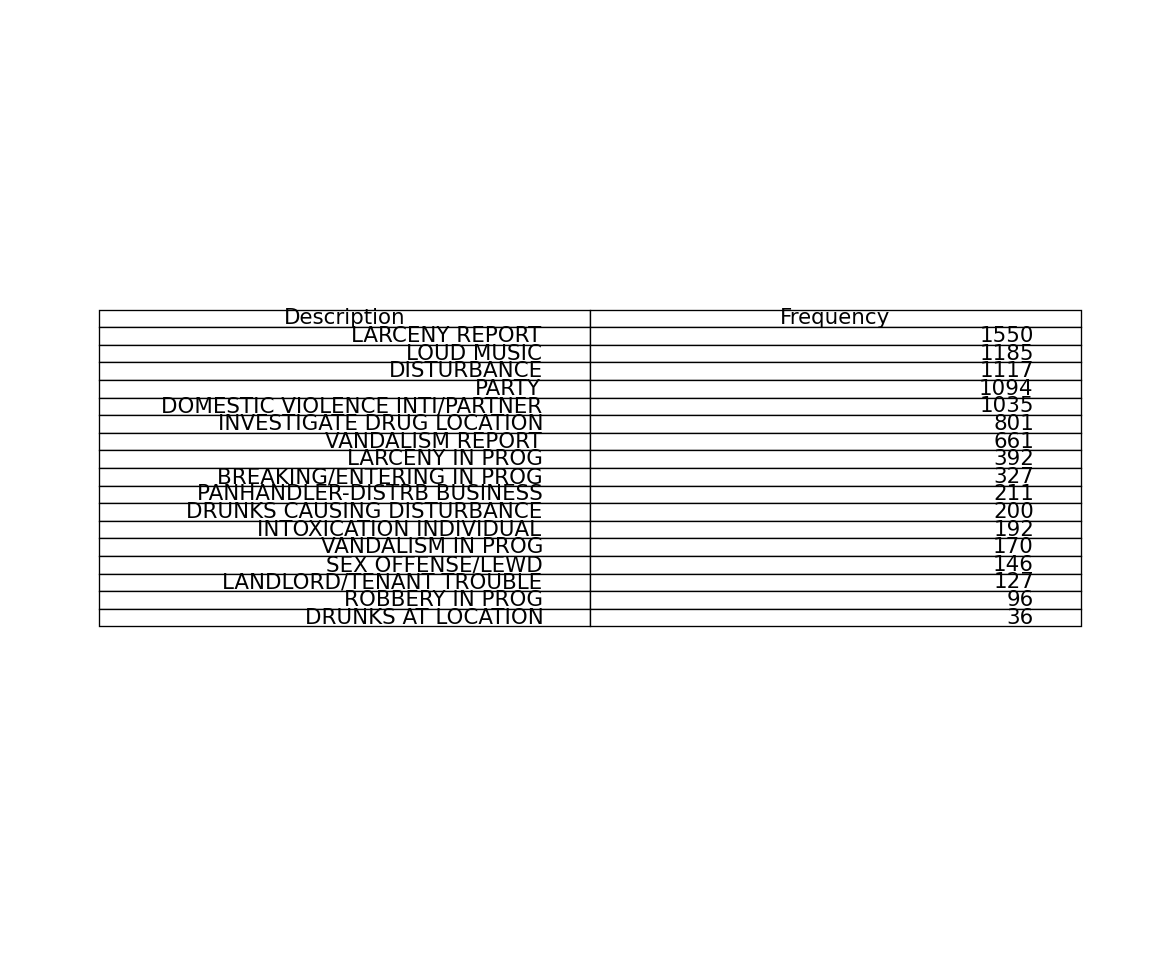 Description Frequency
LARCENY REPORT 1550
LOUD MUSIC 1185
DISTURBANCE 1117
PARTY 1094
DOMESTIC VIOLENCE INTI/PARTNER 1035
INVESTIGATE DRUG LOCATION 801
VANDALISM REPORT 661
LARCENY IN PROG 392
BREAKING/ENTERING IN PROG 327
PANHANDLER-DISTRB BUSINESS 211
DRUNKS CAUSING DISTURBANCE 200
INTOXICATION INDIVIDUAL 192
VANDALISM IN PROG 170
SEX OFFENSE/LEWD 146
LANDLORD/TENANT TROUBLE 127
ROBBERY IN PROG 96
DRUNKS AT LOCATION 36